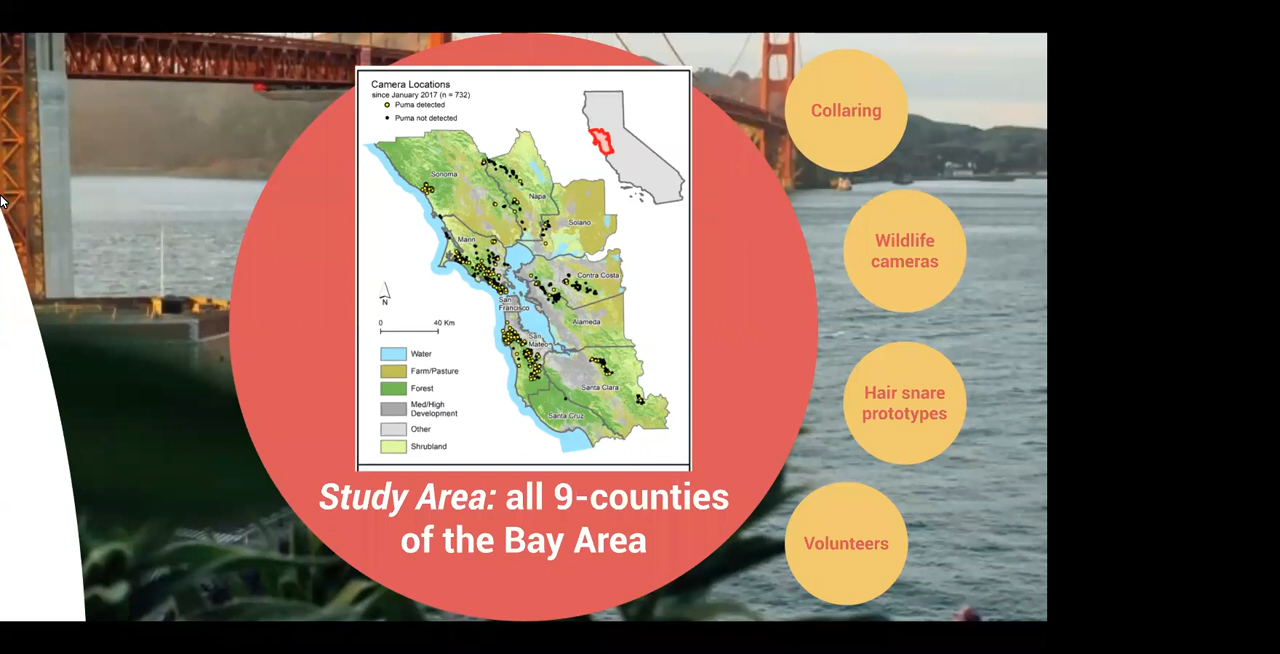 Camera Locations
since January 2017 (n = 732)
Puma detected
Puma not detected
Sonoma
Napa
Solano
Marin
Contra Costa
San
Francisco
Alameda
San
Mateo
Santa Clara
Santa Cruz
N
0 40 Km
Water
Farm/Pasture
Forest
Med/High
Development
Other
Shrubland
Study Area: all 9-counties
of the Bay Area
Collaring
Wildlife
cameras
Hair snare
prototypes
Volunteers